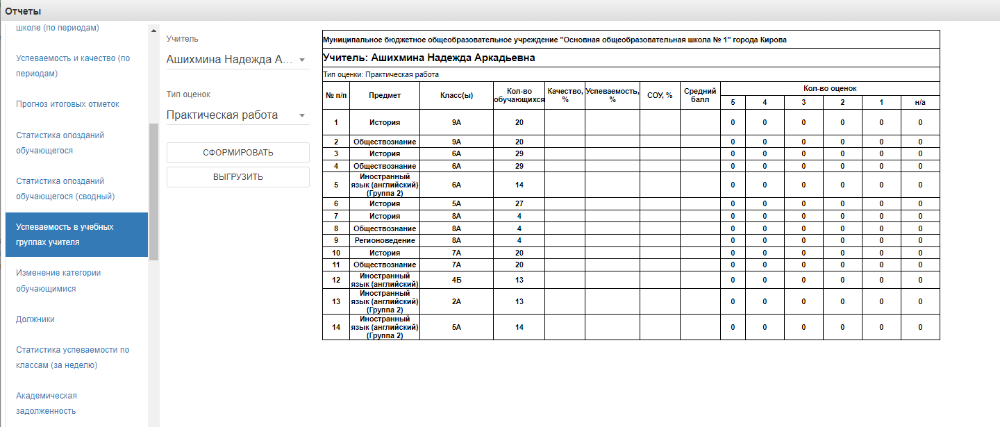 Отчеты
школе (по периодам)
Успеваемость и качество (по
периодам)
Прогноз итоговых отметок
Статистика опозданий
обучающегося
Статистика опозданий
обучающегося (сводный)
Успеваемость в учебных
группах учителя
Изменение категории
обучающимися
Должники
Статистика успеваемости по
классам (за неделю)
Академическая
задолженность
Учитель
Ашихмина Надежда А...
Тип оценок
Практическая работа
СФОРМИРОВАТЬ
ВЫГРУЗИТЬ
Муниципальное бюджетное общеобразовательное учреждение "Основная общеобразовательная школа № 1" города Кирова
Учитель: Ашихмина Надежда Аркадьевна
Тип оценки: Практическая работа
№ п/п Предмет Класс(ы) Кол-во обучающихся Качество, % Успеваемость, % СОУ, % Средний балл Кол-во оценок
5 4 3 2 1 н/а
1 История 9А 20 0 0 0 0 0 0
2 Обществознание 9А 20 0 0 0 0 0 0
3 История 6А 29 0 0 0 0 0 0
4 Обществознание 6А 29 0 0 0 0 0 0
5 Иностранный язык (английский) (Группа 2) 6А 14 0 0 0 0 0 0
6 История 5А 27 0 0 0 0 0 0
7 История 8А 4 0 0 0 0 0 0
8 Обществознание 8А 4 0 0 0 0 0 0
9 Регионоведение 8А 4 0 0 0 0 0 0
10 История 7А 20 0 0 0 0 0 0
11 Обществознание 7А 20 0 0 0 0 0 0
12 Иностранный язык (английский) 4Б 13 0 0 0 0 0 0
13 Иностранный язык (английский) (Группа 2) 2А 13 0 0 0 0 0 0
14 Иностранный язык (английский) (Группа 2) 5А 14 0 0 0 0 0 0